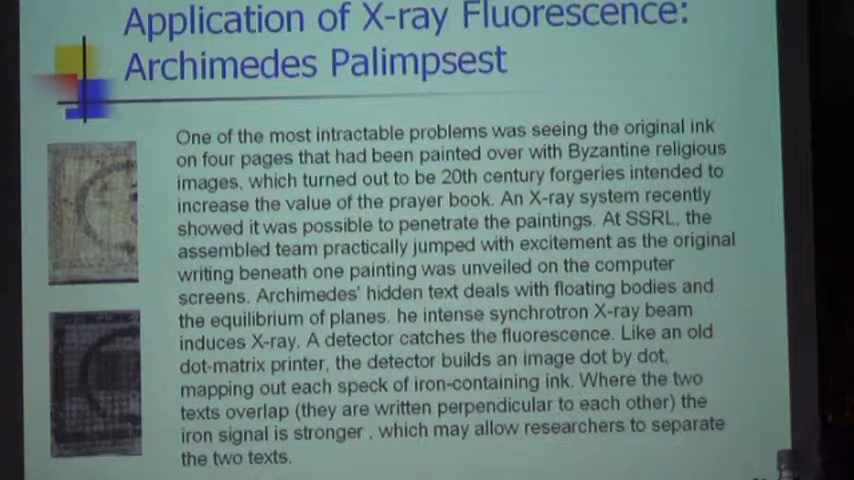 Application of X-ray Fluorescence:
Archimedes Palimpsest
One of the most intractable problems was seeing the original ink
on four pages that had been painted over with Byzantine religious
images, which turned out to be 20th century forgeries intended to
increase the value of the prayer book. An X-ray system recently
showed it was possible to penetrate the paintings. At SSRL, the
assembled team practically jumped with excitement as the original
writing beneath one painting was unveiled on the computer
screens. Archimedes' hidden text deals with floating bodies and
the equilibrium of planes. he intense synchrotron X-ray beam
induces X-ray. A detector catches the fluorescence. Like an old
dot-matrix printer, the detector builds an image dot by dot,
mapping out each speck of iron-containing ink. Where the two
texts overlap (they are written perpendicular to each other) the
iron signal is stronger , which may allow researchers to separate
the two texts.